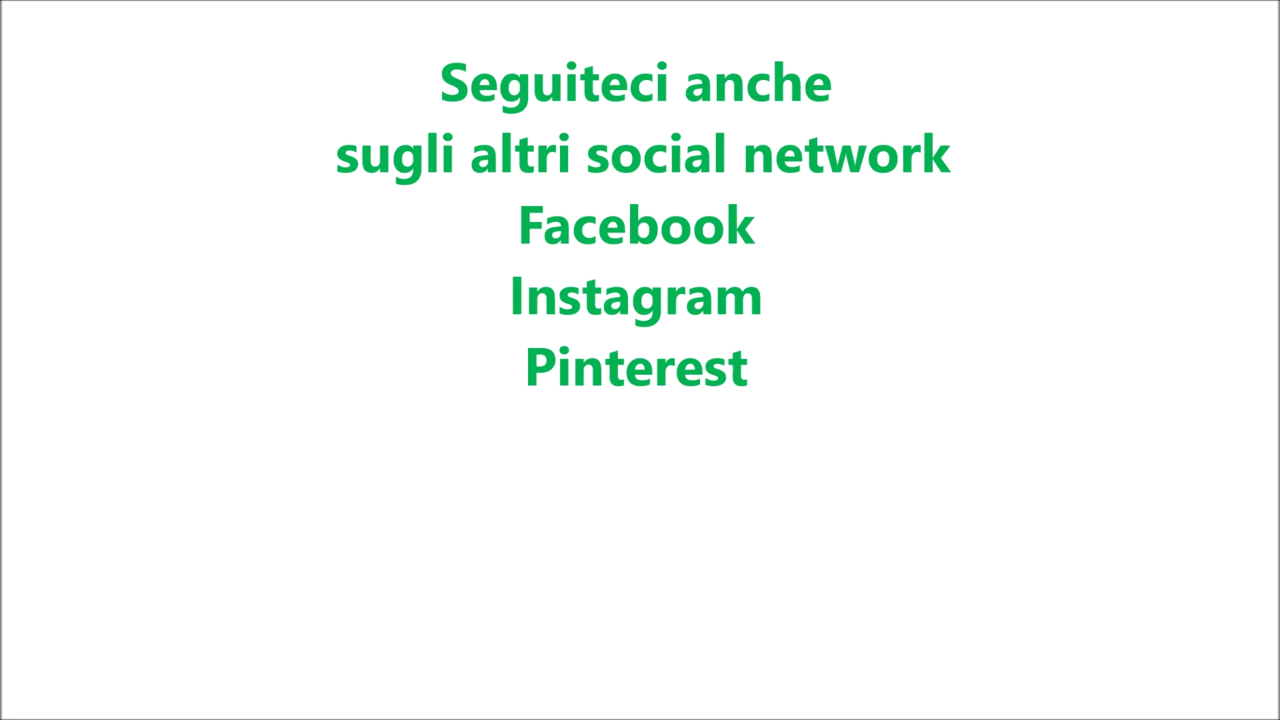 Seguiteci anche
sugli altri social network
Facebook
Instagram
Pinterest